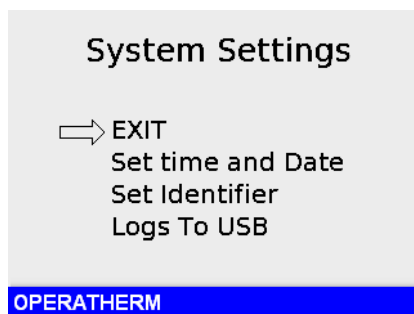 System Settings
EXIT
Set time and Date
Set Identifier
Logs To USB
OPERATHERM